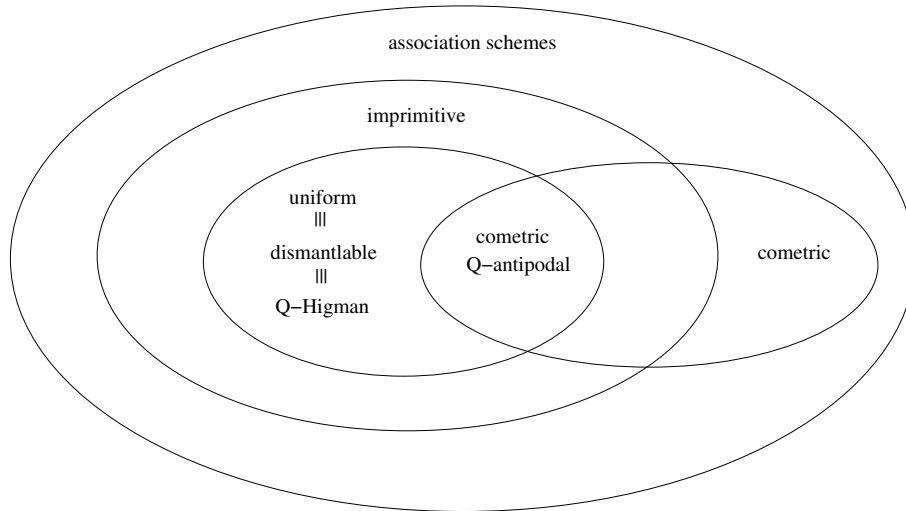 association schemes
imprimitive
uniform
|||
dismantlable
|||
Q−Higman
cometric
Q−antipodal
cometric